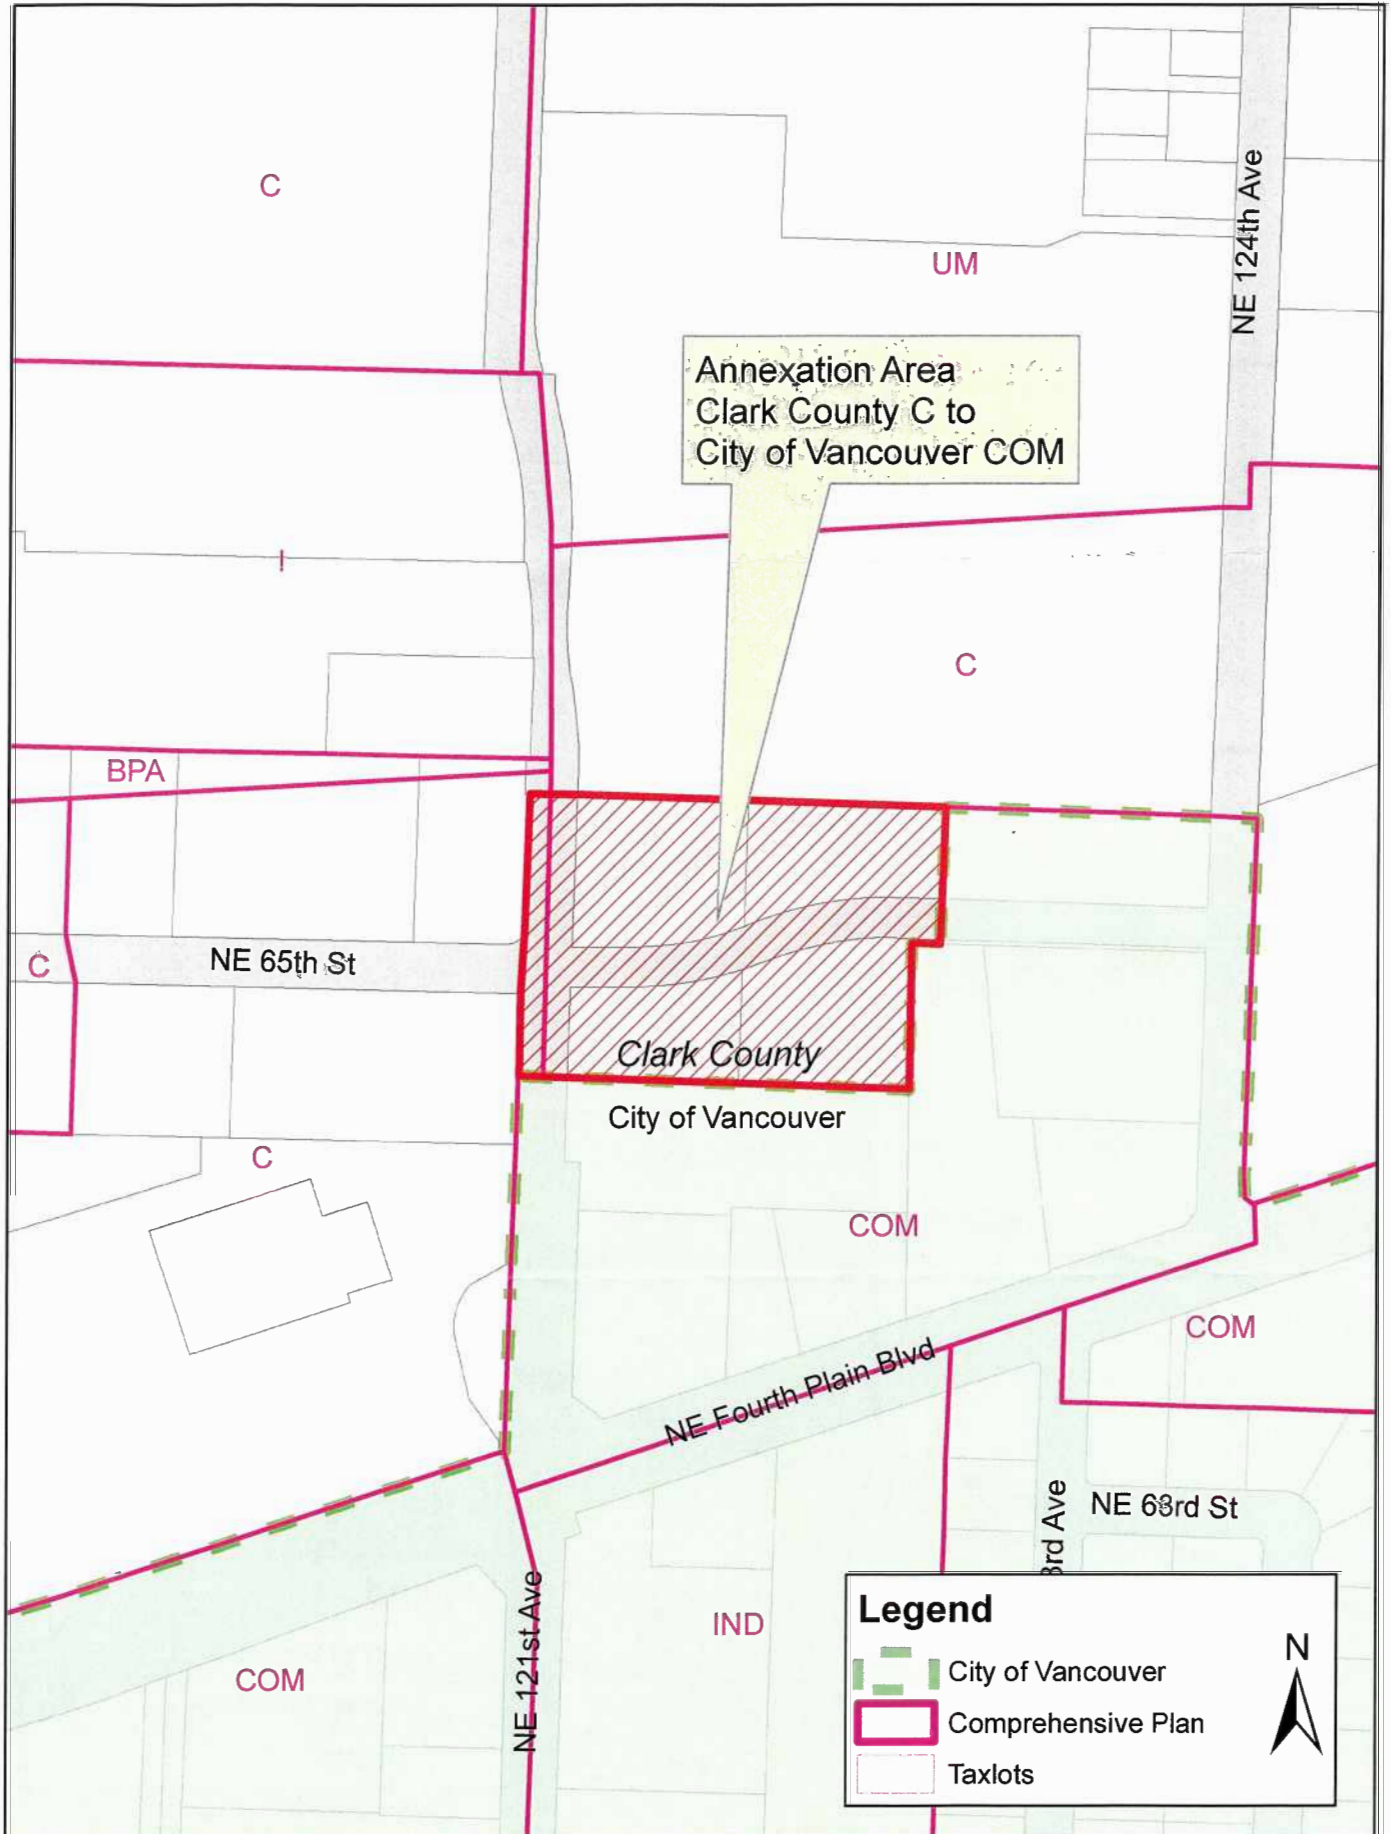 C
UM
NE 124th Ave
Annexation Area
Clark County C to
City of Vancouver COM
I
C
BPA
C
NE 65th St
Clark County
City of Vancouver
C
COM
COM
NE Fourth Plain Blvd
3rd Ave
NE 63rd St
IND
COM
NE 121st Ave
Legend
City of Vancouver
Comprehensive Plan
Taxlots
N